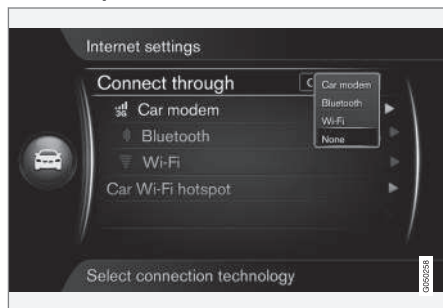 Internet settings
Connect through
Car modem
Bluetooth
Wi-Fi
None
3G Car modem
Bluetooth
Wi-Fi
Car Wi-Fi hotspot
Select connection technology
G050258